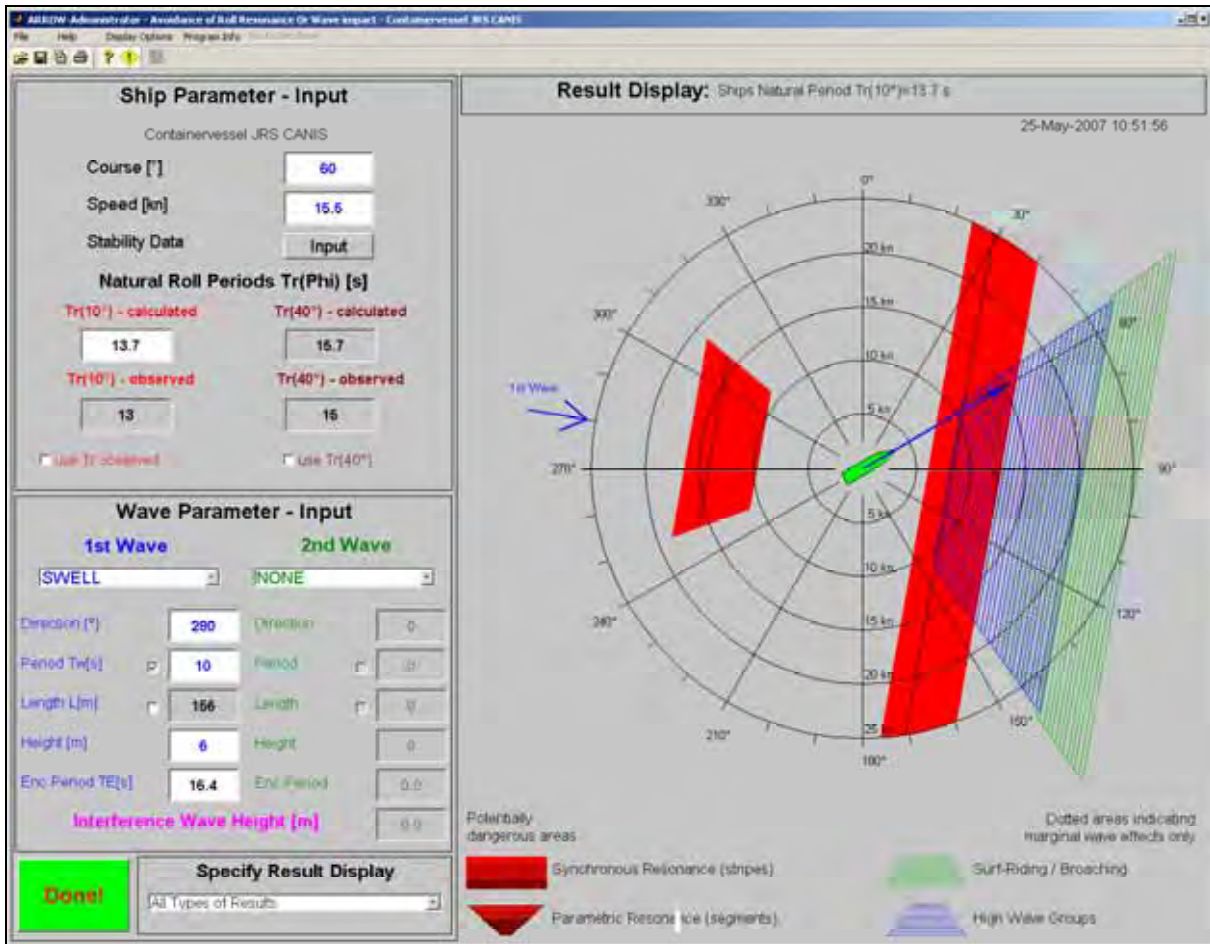 ARROW-Administrator - Avoidance of Roll Resonance Or Wave impact - Containervessel JRS CANIS
File Help Display Options Program Info
Ship Parameter - Input
Containervessel JRS CANIS
Course [°] 60
Speed [kn] 15.5
Stability Data Input
Natural Roll Periods Tr(Phi) [s]
Tr(10°) - calculated Tr(40°) - calculated
13.7 15.7
Tr(10°) - observed Tr(40°) - observed
13 15
use Tr observed use Tr(40°)
Wave Parameter - Input
1st Wave 2nd Wave
SWELL NONE
Direction (°) 280 Direction 0
Period Tw[s] 10 Period 0
Length L[m] 156 Length 0
Height [m] 6 Height 0
Enc.Period TE[s] 16.4 Enc.Period 0.0
Interference Wave Height [m] 0.0
Done!
Specify Result Display
All Types of Results
Result Display: Ships Natural Period Tr(10°)=13.7 s
25-May-2007 10:51:56
0°
330° 30°
20 kn
15 kn
300° 60°
10 kn
1st Wave
5 kn
270° 90°
5 kn
10 kn
240° 120°
15 kn
20 kn
210° 150°
25
180°
Potentially
dangerous areas
Dotted areas indicating
marginal wave effects only
Synchronous Resonance (stripes) Surf-Riding / Broaching
Parametric Resonance (segments) High Wave Groups